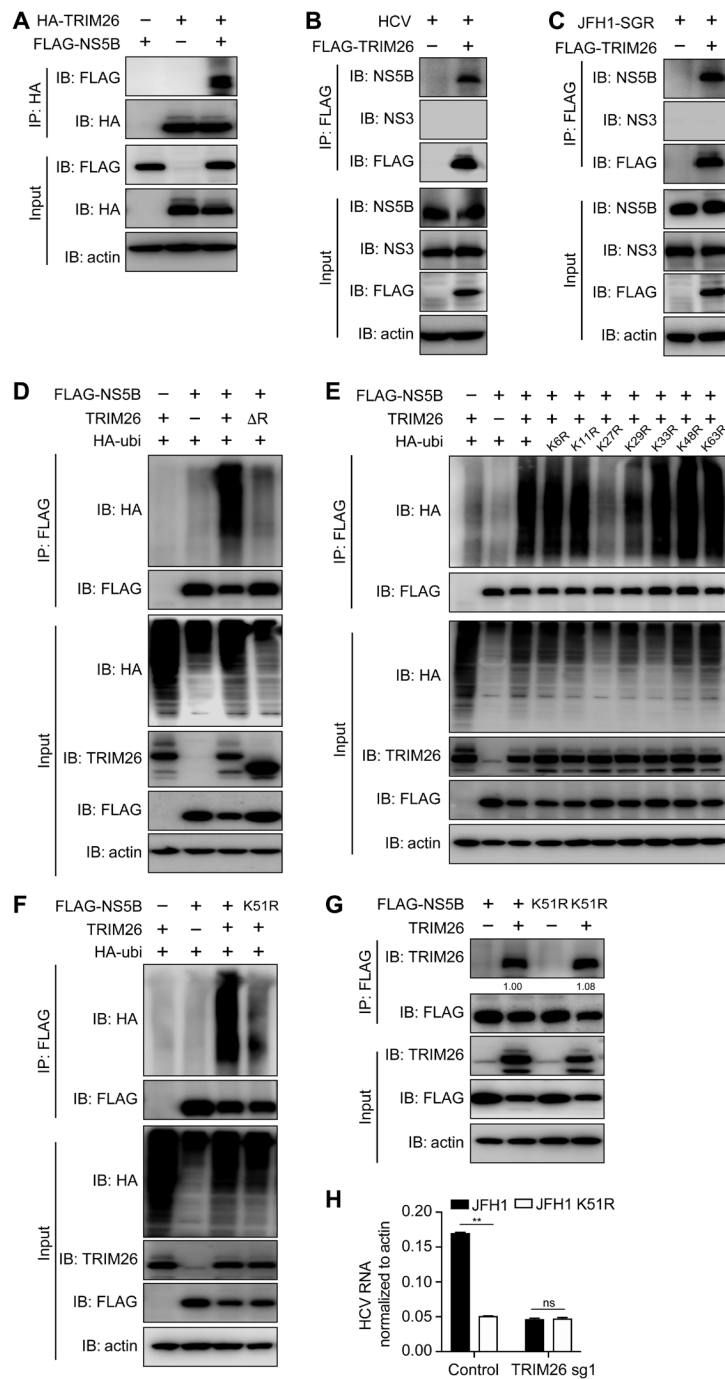 A
HA-TRIM26 − + +
FLAG-NS5B + − +
IP: HA
IB: FLAG
IB: HA
Input
IB: FLAG
IB: HA
IB: actin
B
HCV + +
FLAG-TRIM26 − +
IP: FLAG
IB: NS5B
IB: NS3
IB: FLAG
Input
IB: NS5B
IB: NS3
IB: FLAG
IB: actin
C
JFH1-SGR + +
FLAG-TRIM26 − +
IP: FLAG
IB: NS5B
IB: NS3
IB: FLAG
Input
IB: NS5B
IB: NS3
IB: FLAG
IB: actin
D
FLAG-NS5B − + + +
TRIM26 + − + ΔR
HA-ubi + + + +
IP: FLAG
IB: HA
IB: FLAG
Input
IB: HA
IB: TRIM26
IB: FLAG
IB: actin
E
FLAG-NS5B − + + + + + + + + +
TRIM26 + − + + + + + + + +
HA-ubi + + + K6R K11R K27R K29R K33R K48R K63R
IP: FLAG
IB: HA
IB: FLAG
Input
IB: HA
IB: TRIM26
IB: FLAG
IB: actin
F
FLAG-NS5B − + + K51R
TRIM26 + − + +
HA-ubi + + + +
IP: FLAG
IB: HA
IB: FLAG
Input
IB: HA
IB: TRIM26
IB: FLAG
IB: actin
G
FLAG-NS5B + + K51R K51R
TRIM26 − + − +
IP: FLAG
IB: TRIM26
1.00 1.08
IB: FLAG
Input
IB: TRIM26
IB: FLAG
IB: actin
H
JFH1 JFH1 K51R
HCV RNA
normalized to actin
0.20
0.15
0.10
0.05
0.00
**
ns
Control TRIM26 sg1